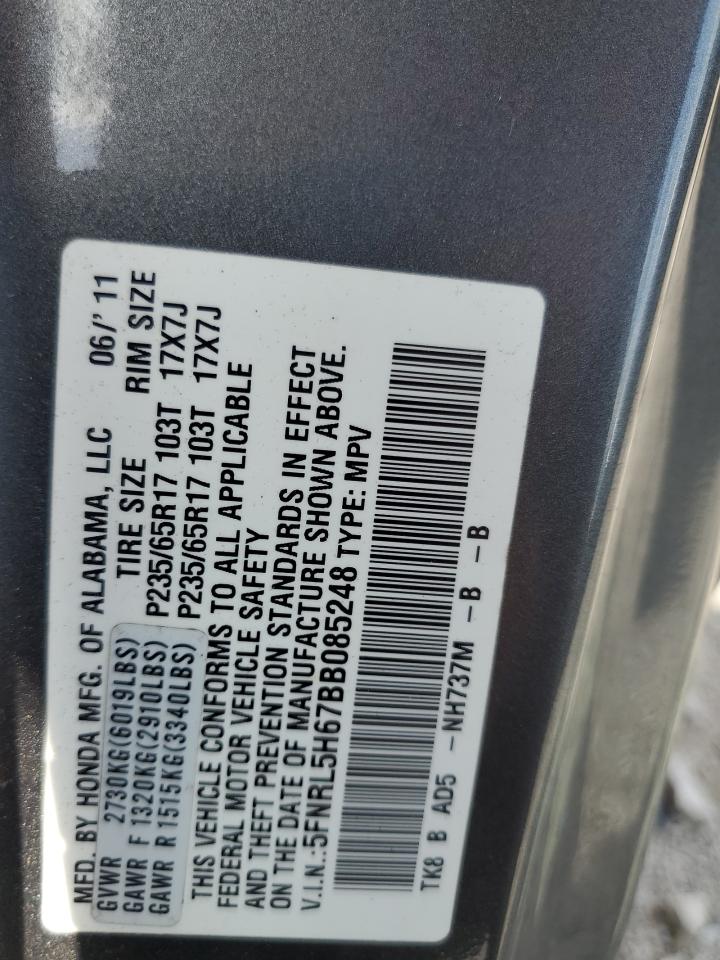 MFD. BY HONDA MFG. OF ALABAMA, LLC 06/' 11
GVWR 2730KG(6019LBS) TIRE SIZE RIM SIZE
GAWR F 1320KG(2910LBS) P235/65R17 103T 17X7J
GAWR R 1515KG(3340LBS) P235/65R17 103T 17X7J
THIS VEHICLE CONFORMS TO ALL APPLICABLE
FEDERAL MOTOR VEHICLE SAFETY
AND THEFT PREVENTION STANDARDS IN EFFECT
ON THE DATE OF MANUFACTURE SHOWN ABOVE.
V.I.N.:5FNRL5H67BB085248 TYPE: MPV
TK8 B AD5 -NH737M -B -B